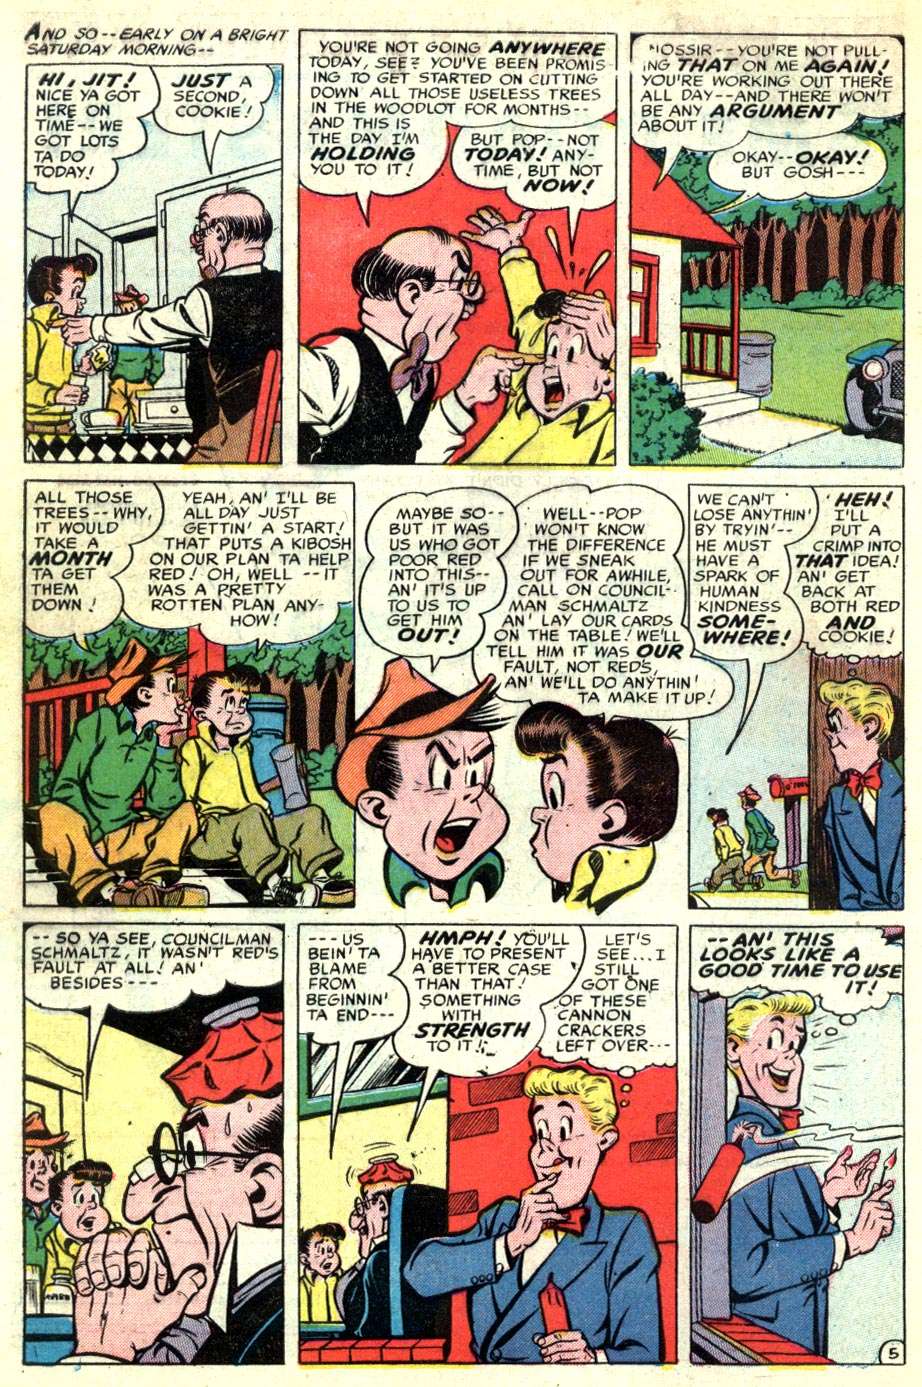 AND SO--EARLY ON A BRIGHT
SATURDAY MORNING--
HI, JIT!
NICE YA GOT
HERE ON
TIME--WE
GOT LOTS
TA DO
TODAY!
JUST A
SECOND,
COOKIE!
YOU'RE NOT GOING ANYWHERE
TODAY, SEE? YOU'VE BEEN PROMIS-
ING TO GET STARTED ON CUTTING
DOWN ALL THOSE USELESS TREES
IN THE WOODLOT FOR MONTHS--
AND THIS IS
THE DAY I'M
HOLDING
YOU TO IT!
BUT POP--NOT
TODAY! ANY-
TIME, BUT NOT
NOW!
NOSSIR--YOU'RE NOT PULL-
ING THAT ON ME AGAIN!
YOU'RE WORKING OUT THERE
ALL DAY--AND THERE WON'T
BE ANY ARGUMENT
ABOUT IT!
OKAY--OKAY!
BUT GOSH---
ALL THOSE
TREES--WHY,
IT WOULD
TAKE A
MONTH
TA GET
THEM
DOWN!
YEAH, AN' I'LL BE
ALL DAY JUST
GETTIN' A START!
THAT PUTS A KIBOSH
ON OUR PLAN TA HELP
RED! OH, WELL--IT
WAS A PRETTY
ROTTEN PLAN ANY-
HOW!
MAYBE SO--
BUT IT WAS
US WHO GOT
POOR RED
INTO THIS--
AN' IT'S UP
TO US TO
GET HIM
OUT!
WELL--POP
WON'T KNOW
THE DIFFERENCE
IF WE SNEAK
OUT FOR AWHILE,
CALL ON COUNCIL-
MAN SCHMALTZ
AN' LAY OUR CARDS
ON THE TABLE! WE'LL
TELL HIM IT WAS OUR
FAULT, NOT REDS,
AN' WE'LL DO ANYTHIN'
TA MAKE IT UP!
WE CAN'T
LOSE ANYTHIN'
BY TRYIN'--
HE MUST
HAVE A
SPARK OF
HUMAN
KINDNESS
SOME-
WHERE!
HEH!
I'LL
PUT A
CRIMP INTO
THAT IDEA!
AN' GET
BACK AT
BOTH RED
AND
COOKIE!
--SO YA SEE, COUNCILMAN
SCHMALTZ, IT WASN'T RED'S
FAULT AT ALL! AN'
BESIDES---
---US
BEIN' TA
BLAME
FROM
BEGINNIN'
TA END---
HMPH! YOU'LL
HAVE TO PRESENT
A BETTER CASE
THAN THAT!
SOMETHING
WITH
STRENGTH
TO IT!
LET'S
SEE...I
STILL
GOT ONE
OF THESE
CANNON
CRACKERS
LEFT OVER---
--AN' THIS
LOOKS LIKE A
GOOD TIME TO USE
IT!
5